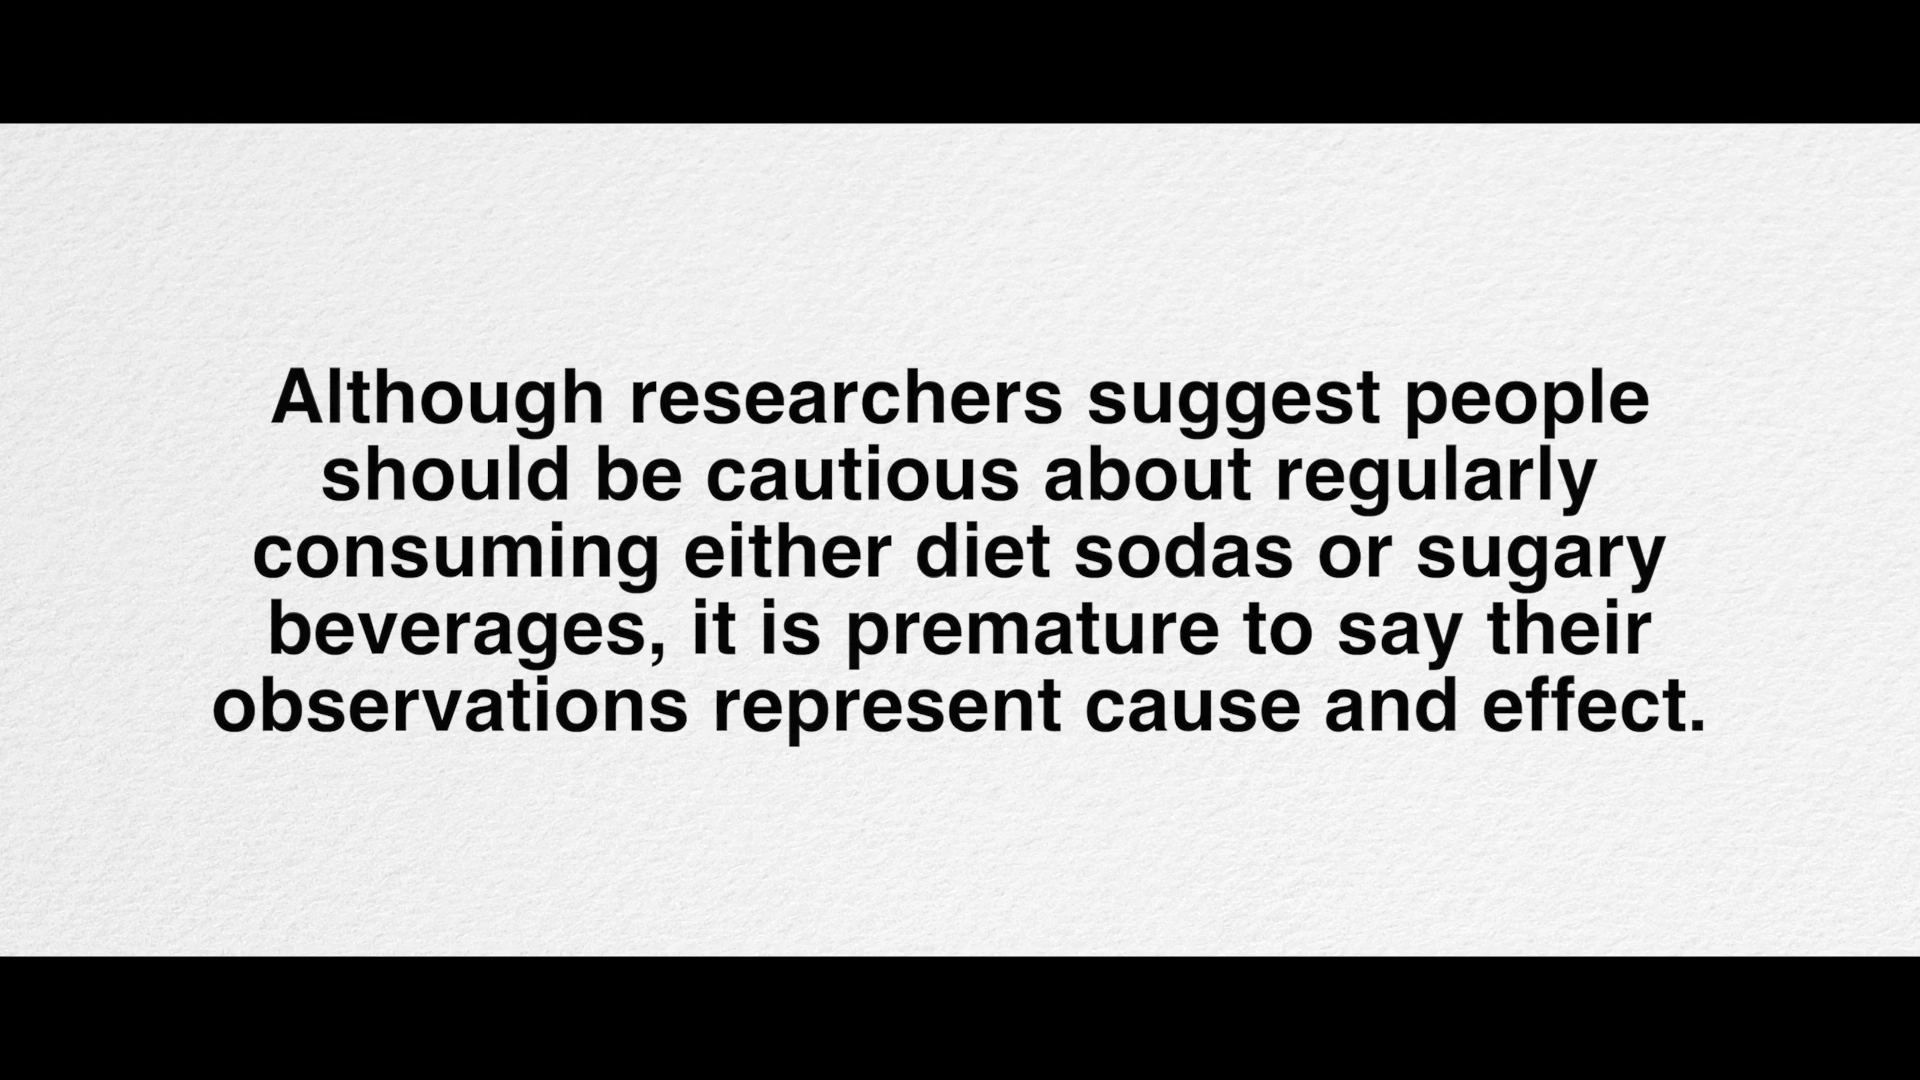 Although researchers suggest people
should be cautious about regularly
consuming either diet sodas or sugary
beverages, it is premature to say their
observations represent cause and effect.